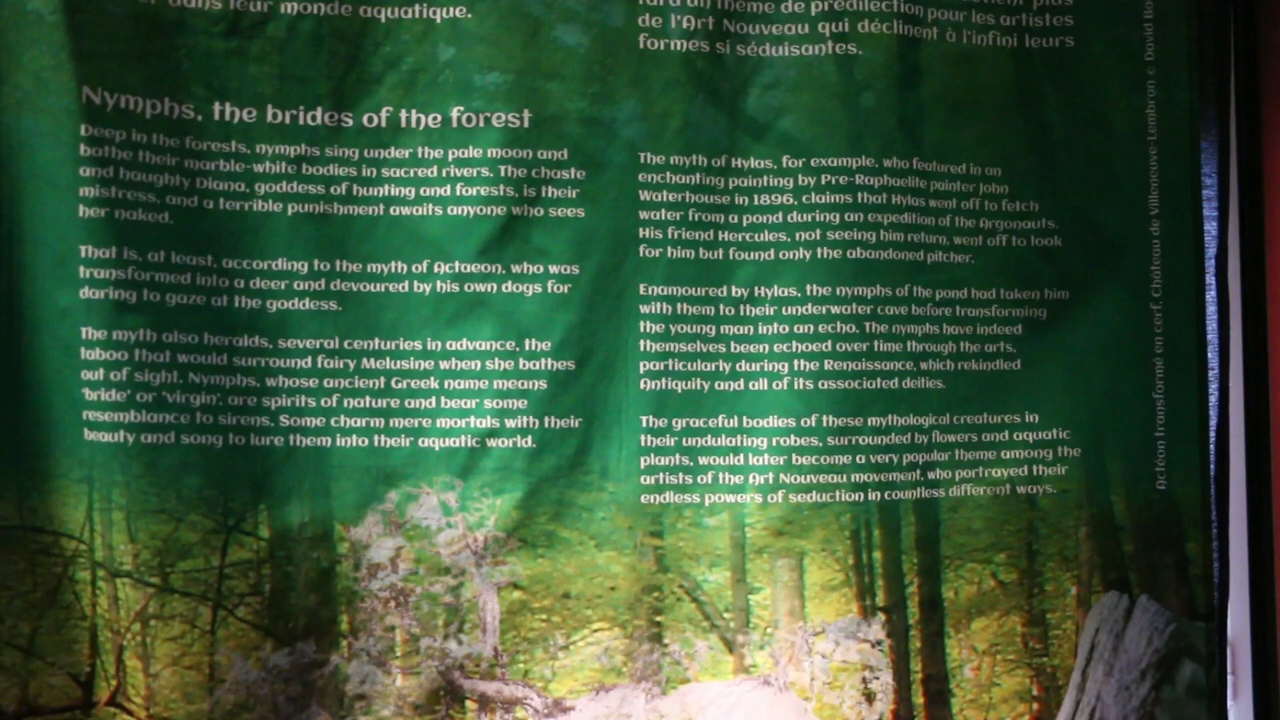 dans leur monde aquatique.
un thème de prédilection pour les artistes
de l'Art Nouveau qui déclinent à l'infini leurs
formes si séduisantes.
Nymphs, the brides of the forest
Deep in the forests, nymphs sing under the pale moon and
bathe their marble-white bodies in sacred rivers. The chaste
and haughty Diana, goddess of hunting and forests, is their
mistress, and a terrible punishment awaits anyone who sees
her naked.
That is, at least, according to the myth of Actaeon, who was
transformed into a deer and devoured by his own dogs for
daring to gaze at the goddess.
The myth also heralds, several centuries in advance, the
taboo that would surround fairy Melusine when she bathes
out of sight. Nymphs, whose ancient Greek name means
'bride' or 'virgin', are spirits of nature and bear some
resemblance to sirens. Some charm mere mortals with their
beauty and song to lure them into their aquatic world.
The myth of Hylas, for example, who featured in an
enchanting painting by Pre-Raphaelite painter John
Waterhouse in 1896, claims that Hylas went off to fetch
water from a pond during an expedition of the Argonauts.
His friend Hercules, not seeing him return, went off to look
for him but found only the abandoned pitcher.
Enamoured by Hylas, the nymphs of the pond had taken him
with them to their underwater cave before transforming
the young man into an echo. The nymphs have indeed
themselves been echoed over time through the arts,
particularly during the Renaissance, which rekindled
Antiquity and all of its associated deities.
The graceful bodies of these mythological creatures in
their undulating robes, surrounded by flowers and aquatic
plants, would later become a very popular theme among the
artists of the Art Nouveau movement, who portrayed their
endless powers of seduction in countless different ways.
Actéon transformé en cerf, Château de Villeneuve-Lembron © David Bo